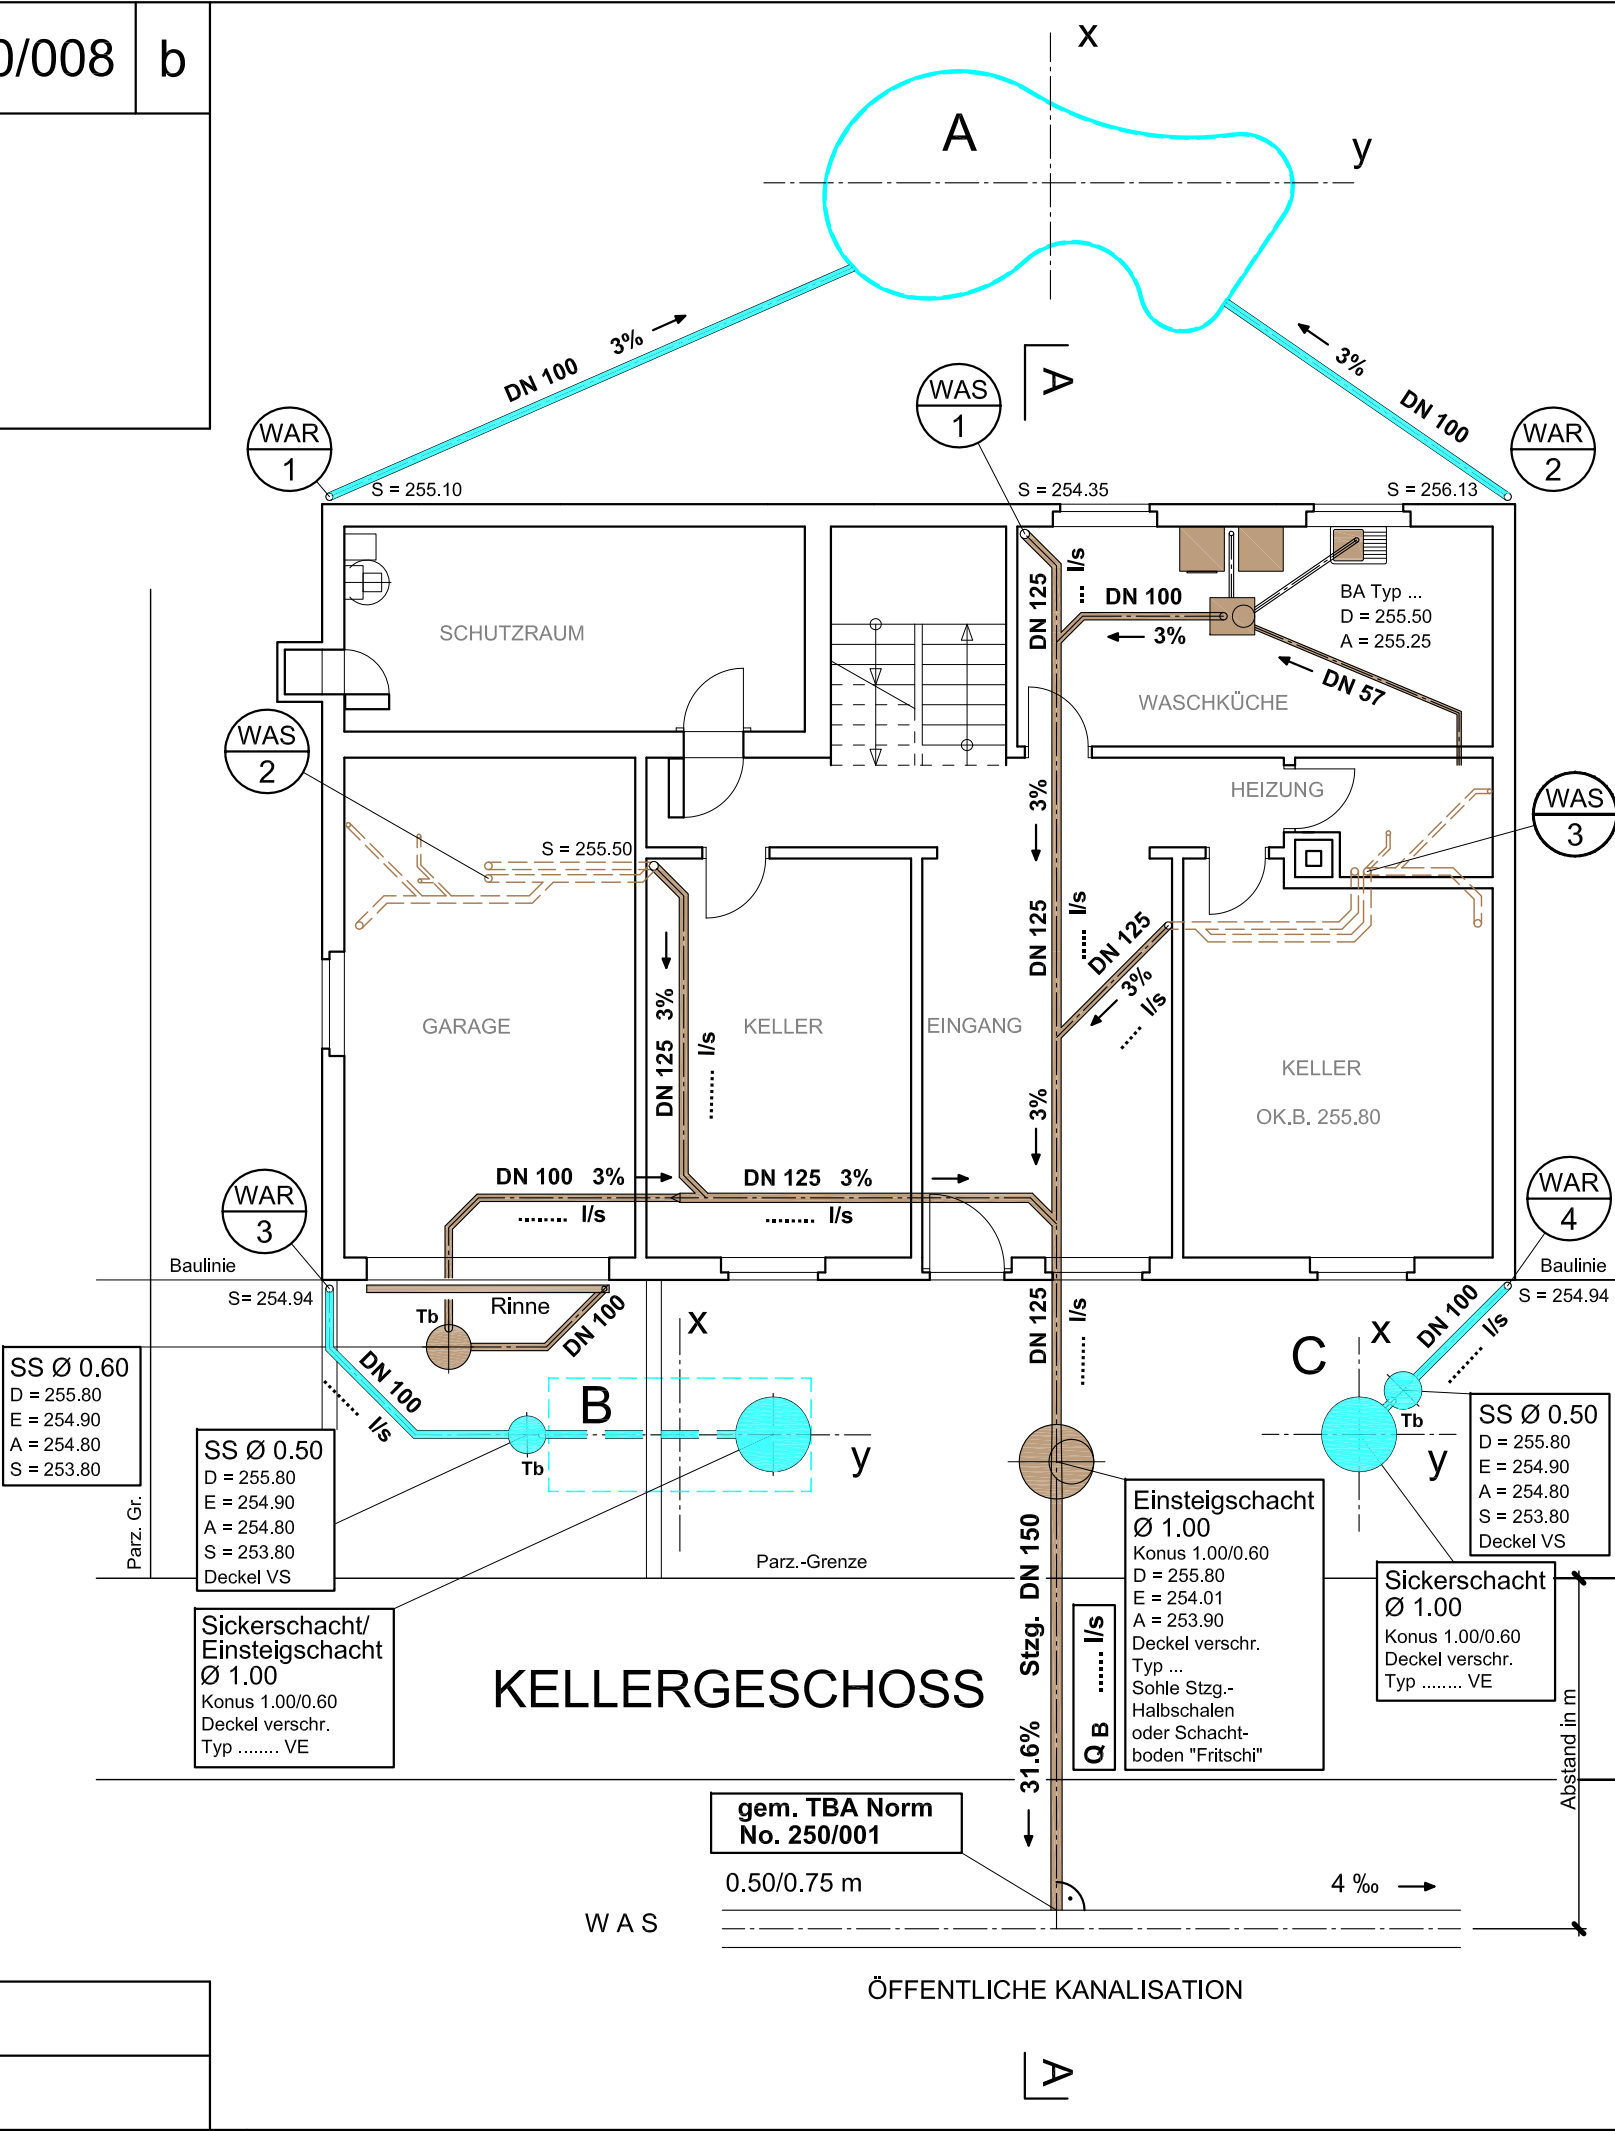 0/008
b
x
A
y
3%
DN 100
3%
DN 100
A
WAR
1
WAS
1
WAR
2
S = 255.10
S = 254.35
S = 256.13
DN 125
...... l/s
DN 100
3%
BA Typ ...
D = 255.50
A = 255.25
DN 57
SCHUTZRAUM
WASCHKÜCHE
WAS
2
HEIZUNG
WAS
3
3%
S = 255.50
DN 125
........ l/s
DN 125
3%
...... l/s
DN 125 3%
......... l/s
GARAGE
KELLER
EINGANG
KELLER
OK.B. 255.80
3%
DN 100 3%
......... l/s
DN 125 3%
......... l/s
WAR
3
WAR
4
Baulinie
Baulinie
S= 254.94
S = 254.94
Tb
Rinne
DN 100
DN 125
......... l/s
x
C
x
DN 100
....... l/s
SS Ø 0.60
D = 255.80
E = 254.90
A = 254.80
S = 253.80
DN 100
........ l/s
B
Tb
y
Tb
y
SS Ø 0.50
D = 255.80
E = 254.90
A = 254.80
S = 253.80
Deckel VS
SS Ø 0.50
D = 255.80
E = 254.90
A = 254.80
S = 253.80
Deckel VS
Parz. Gr.
Parz.-Grenze
Einsteigschacht
Ø 1.00
Konus 1.00/0.60
D = 255.80
E = 254.01
A = 253.90
Deckel verschr.
Typ ...
Sohle Stzg.-
Halbschalen
oder Schacht-
boden "Fritschi"
Sickerschacht
Ø 1.00
Konus 1.00/0.60
Deckel verschr.
Typ ........ VE
Sickerschacht/
Einsteigschacht
Ø 1.00
Konus 1.00/0.60
Deckel verschr.
Typ ........ VE
31.6% Stzg. DN 150
Q B ....... l/s
KELLERGESCHOSS
Abstand in m
gem. TBA Norm
No. 250/001
0.50/0.75 m
4 ‰
W A S
ÖFFENTLICHE KANALISATION
A